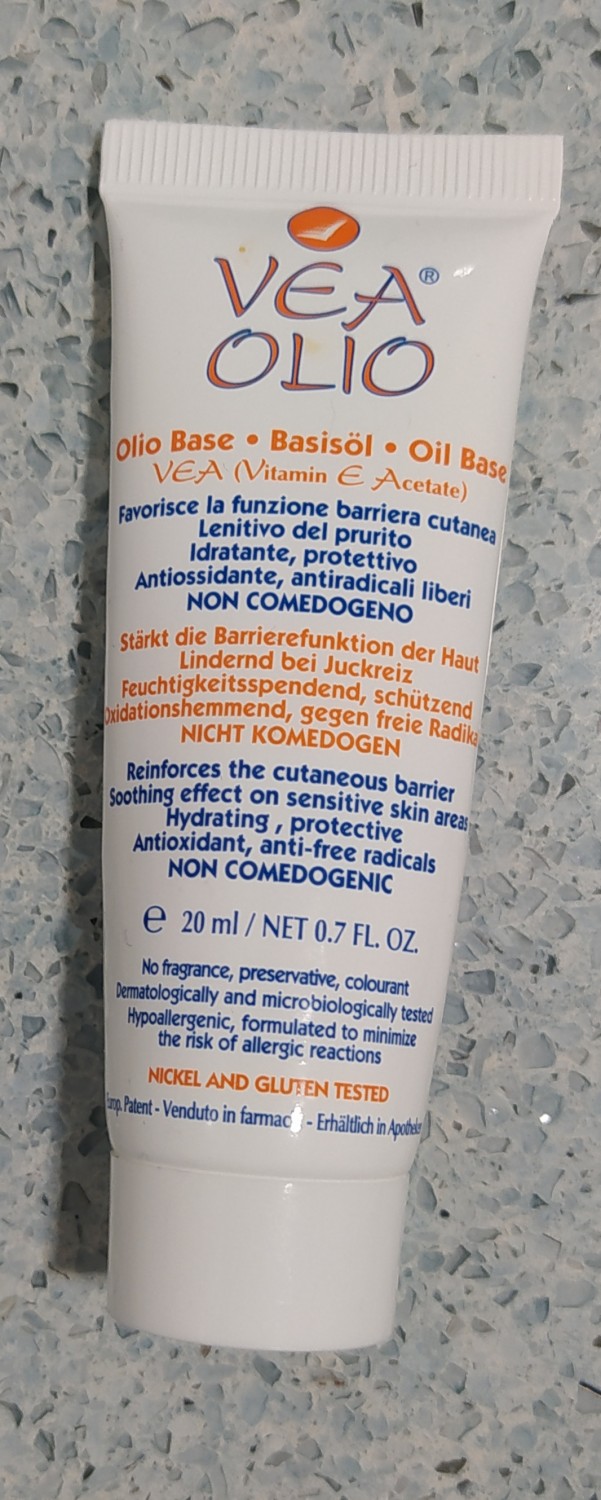 VEA®
OLIO
Olio Base • Basisöl • Oil Base
VEA (Vitamin E Acetate)
Favorisce la funzione barriera cutanea
Lenitivo del prurito
Idratante, protettivo
Antiossidante, antiradicali liberi
NON COMEDOGENO
Stärkt die Barrierefunktion der Haut
Lindernd bei Juckreiz
Feuchtigkeitsspendend, schützend
Oxidationshemmend, gegen freie
NICHT KOMEDOGEN
Reinforces the cutaneous barrier
Soothing effect on sensitive skin areas
Hydrating , protective
Antioxidant, anti-free radicals
NON COMEDOGENIC
e 20 ml / NET 0.7 FL. OZ.
No fragrance, preservative, colourant
Dermatologically and microbiologically tested
Hypoallergenic, formulated to minimize
the risk of allergic reactions
NICKEL AND GLUTEN TESTED
Patent - Venduto in - Erhältlich in